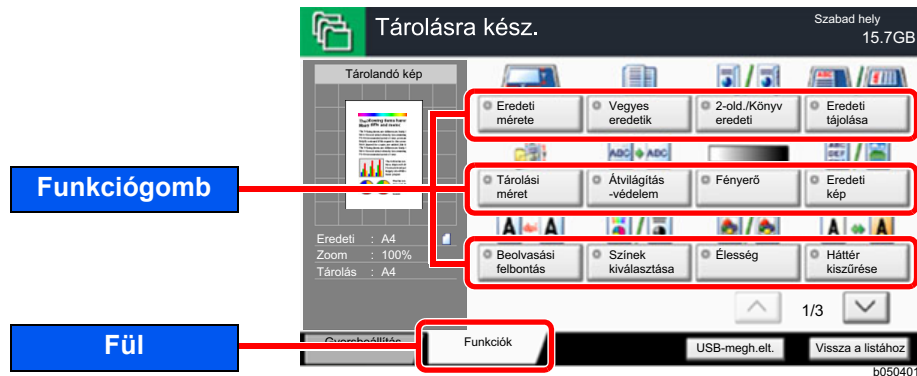 Tárolásra kész.
Szabad hely
15.7GB
Tárolandó kép
Eredeti
mérete
Vegyes
eredetik
2-old./Könyv
eredeti
Eredeti
tájolása
Funkciógomb
Tárolási
méret
Átvilágítás
-védelem
Fényerő
Eredeti
kép
Eredeti : A4
Zoom : 100%
Tárolás : A4
Beolvasási
felbontás
Színek
kiválasztása
Élesség
Háttér
kiszűrése
1/3
Fül
Gyorsbeállítás
Funkciók
USB-megh.elt.
Vissza a listához
b050401